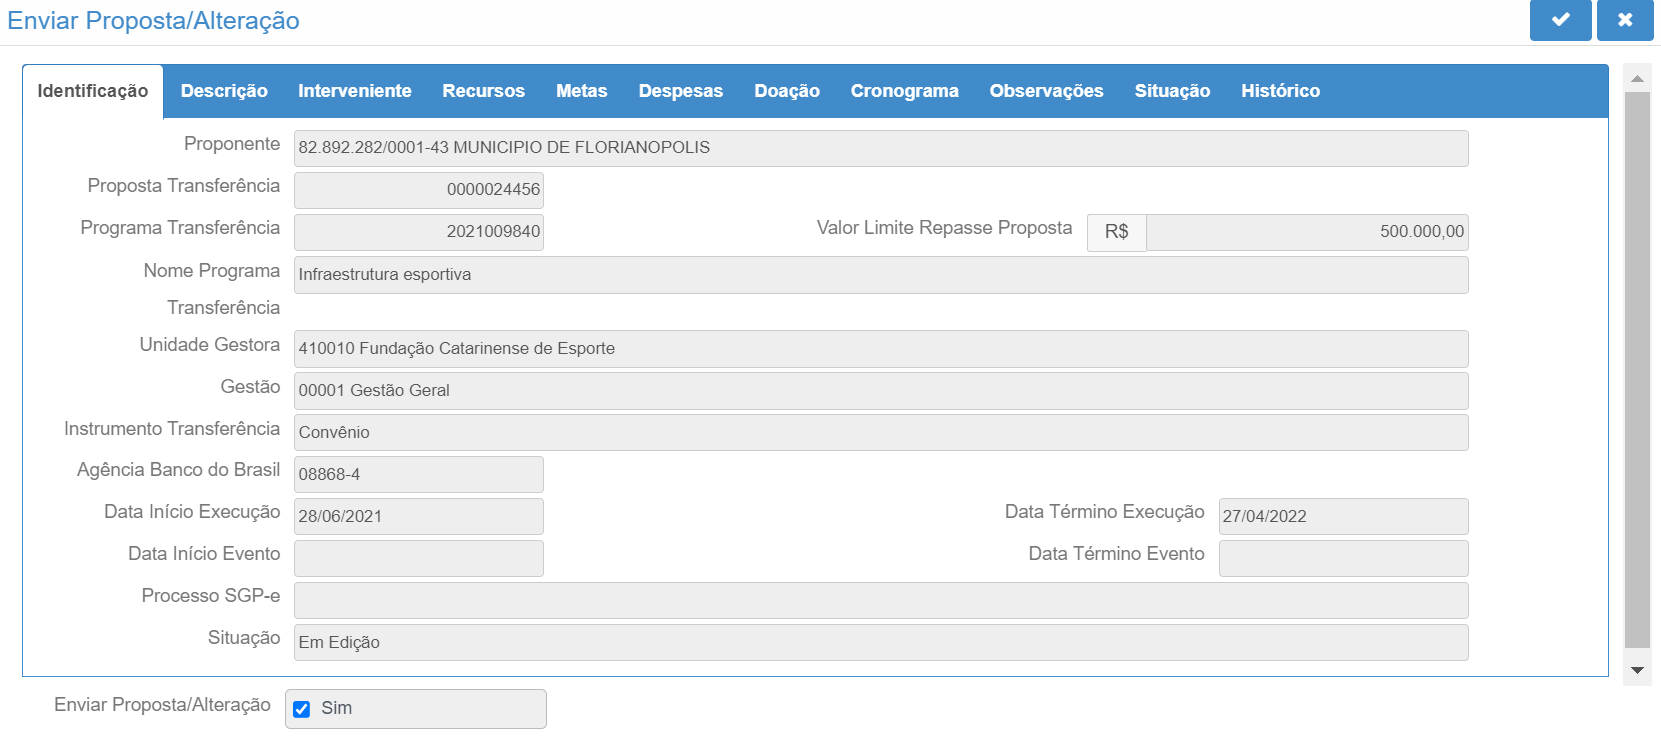 Enviar Proposta/Alteração
Identificação Descrição Interveniente Recursos Metas Despesas Doação Cronograma Observações Situação Histórico
Proponente 82.892.282/0001-43 MUNICIPIO DE FLORIANOPOLIS
Proposta Transferência 0000024456
Programa Transferência 2021009840 Valor Limite Repasse Proposta R$ 500.000,00
Nome Programa Infraestrutura esportiva
Transferência
Unidade Gestora 410010 Fundação Catarinense de Esporte
Gestão 00001 Gestão Geral
Instrumento Transferência Convênio
Agência Banco do Brasil 08868-4
Data Início Execução 28/06/2021 Data Término Execução 27/04/2022
Data Início Evento Data Término Evento
Processo SGP-e
Situação Em Edição
Enviar Proposta/Alteração Sim